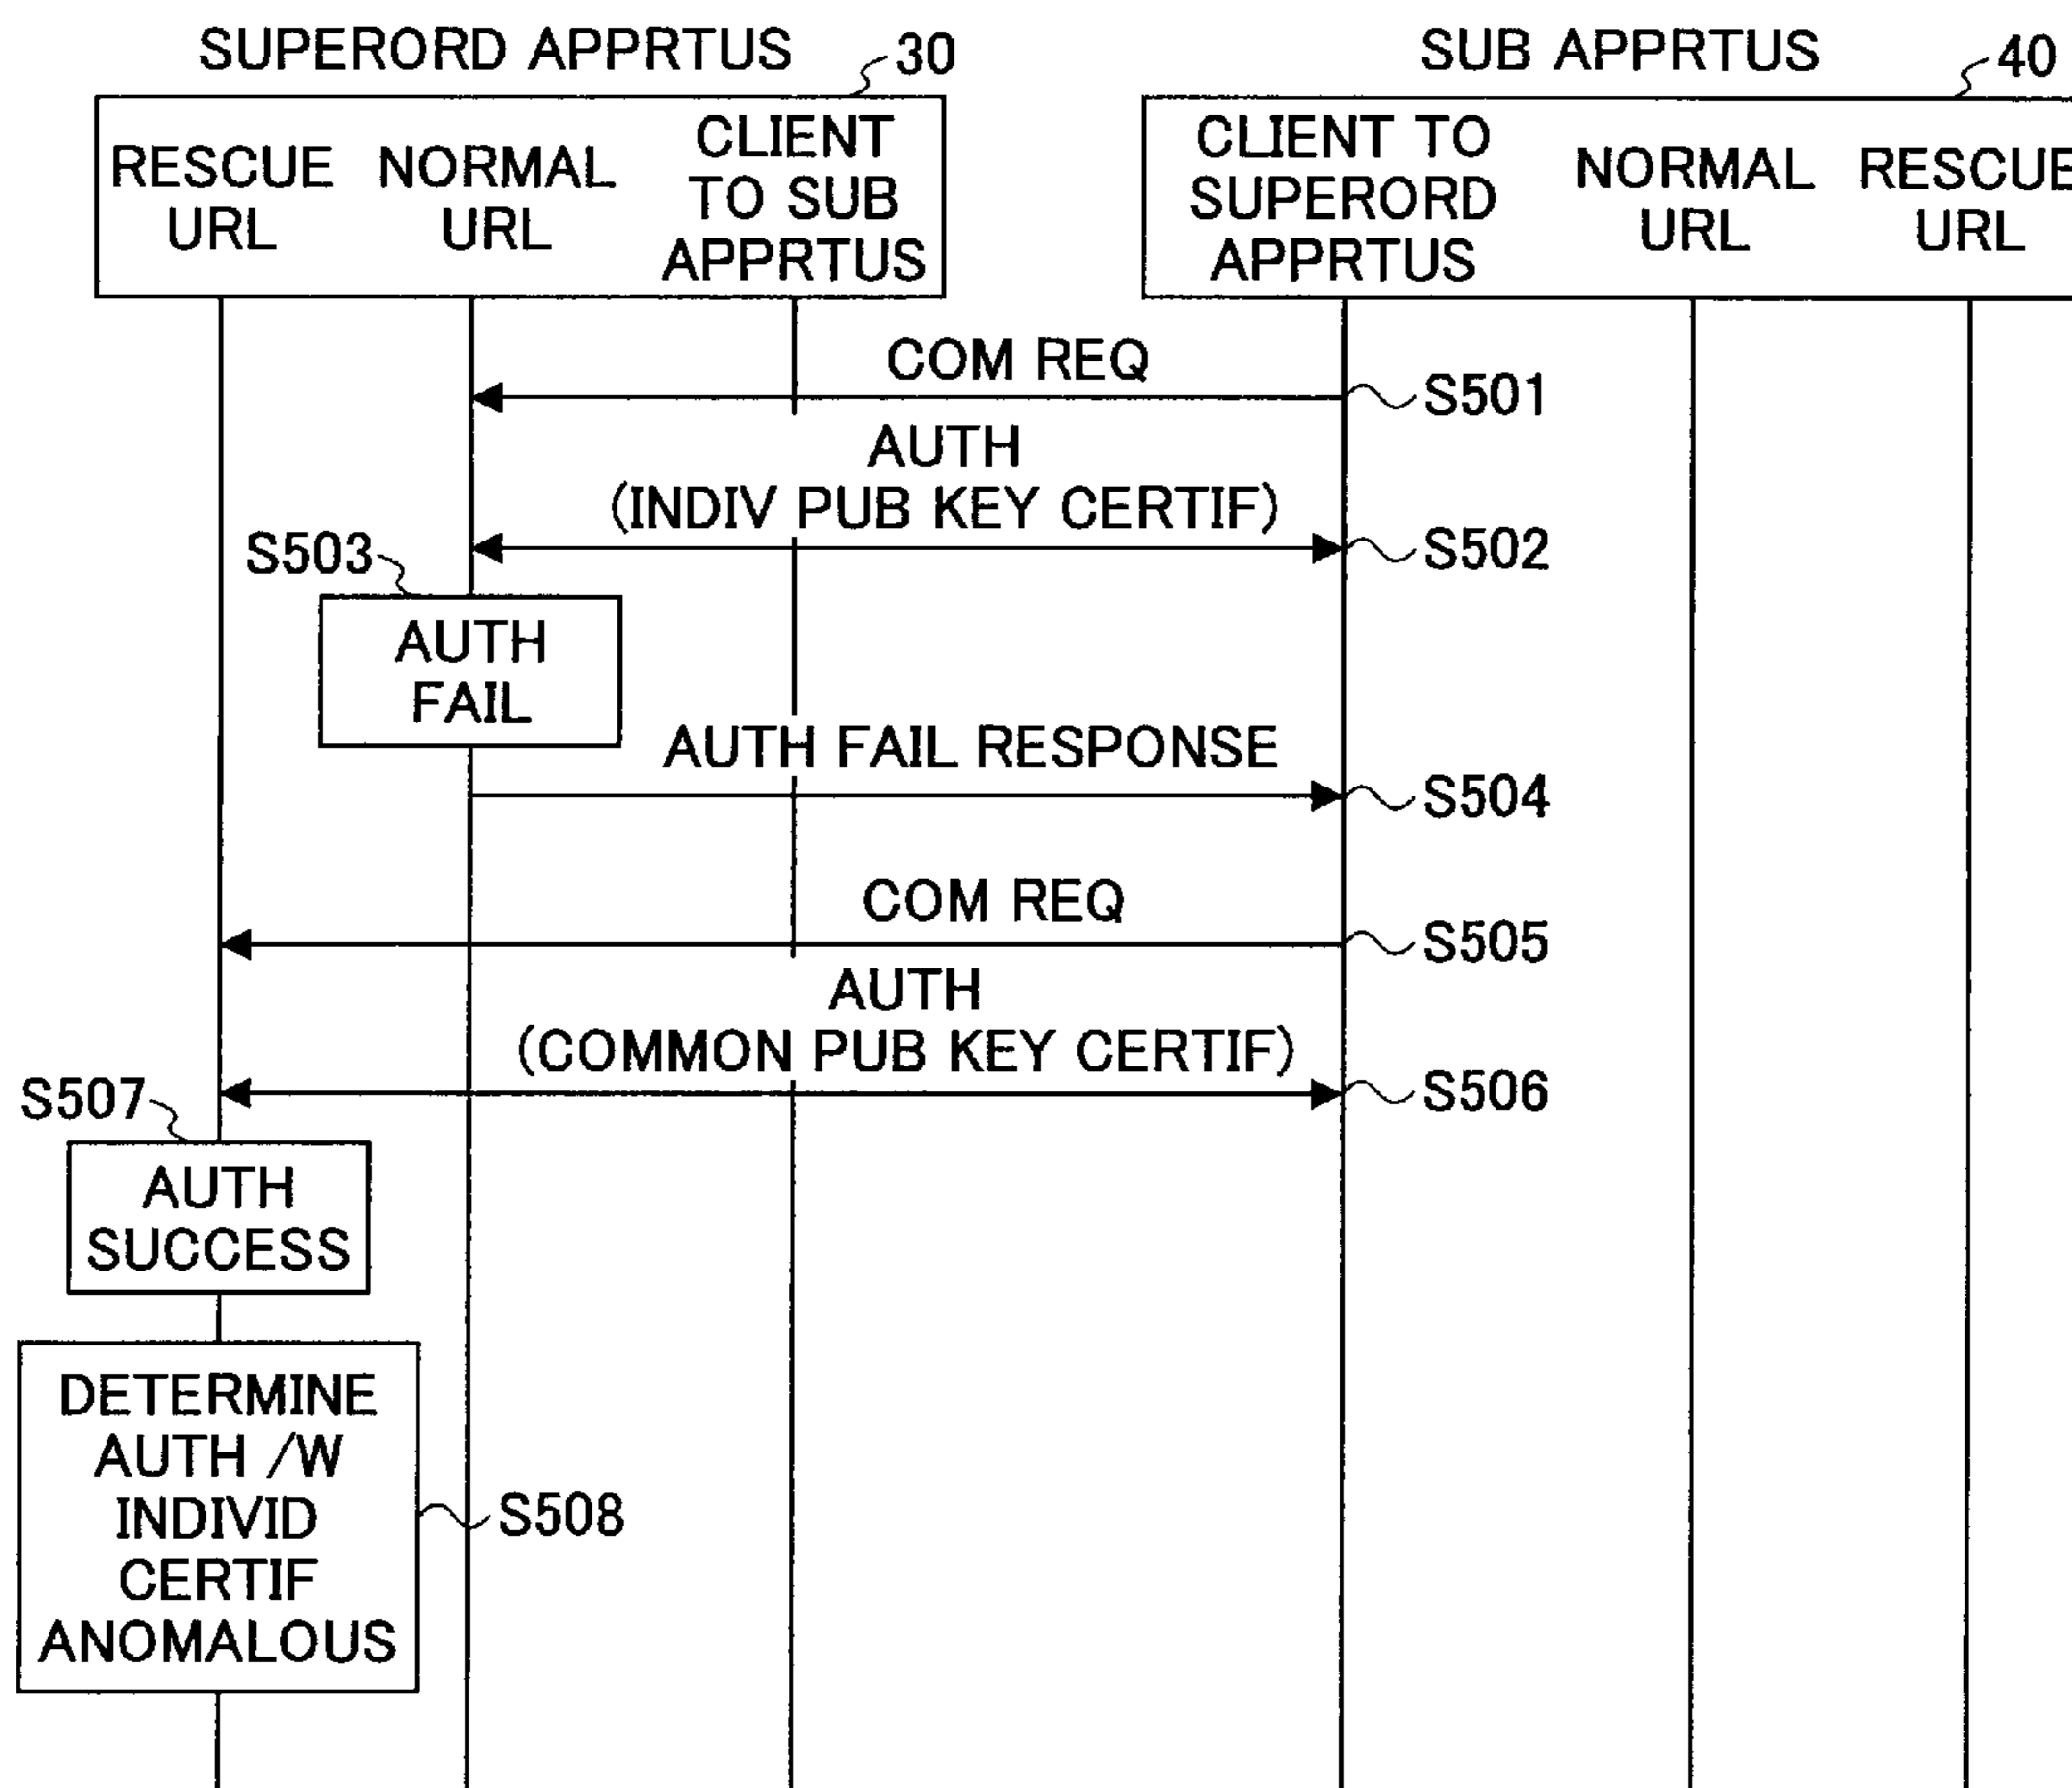 SUPERORD APPRTUS
30
SUB APPRTUS
40
RESCUE
URL
NORMAL
URL
CLIENT
TO SUB
APPRTUS
CLIENT TO
SUPERORD
APPRTUS
NORMAL
URL
RESCUE
URL
COM REQ
S501
AUTH
(INDIV PUB KEY CERTIF)
S502
S503
AUTH
FAIL
AUTH FAIL RESPONSE
S504
COM REQ
S505
AUTH
(COMMON PUB KEY CERTIF)
S506
S507
AUTH
SUCCESS
DETERMINE
AUTH /W
INDIVID
CERTIF
ANOMALOUS
S508